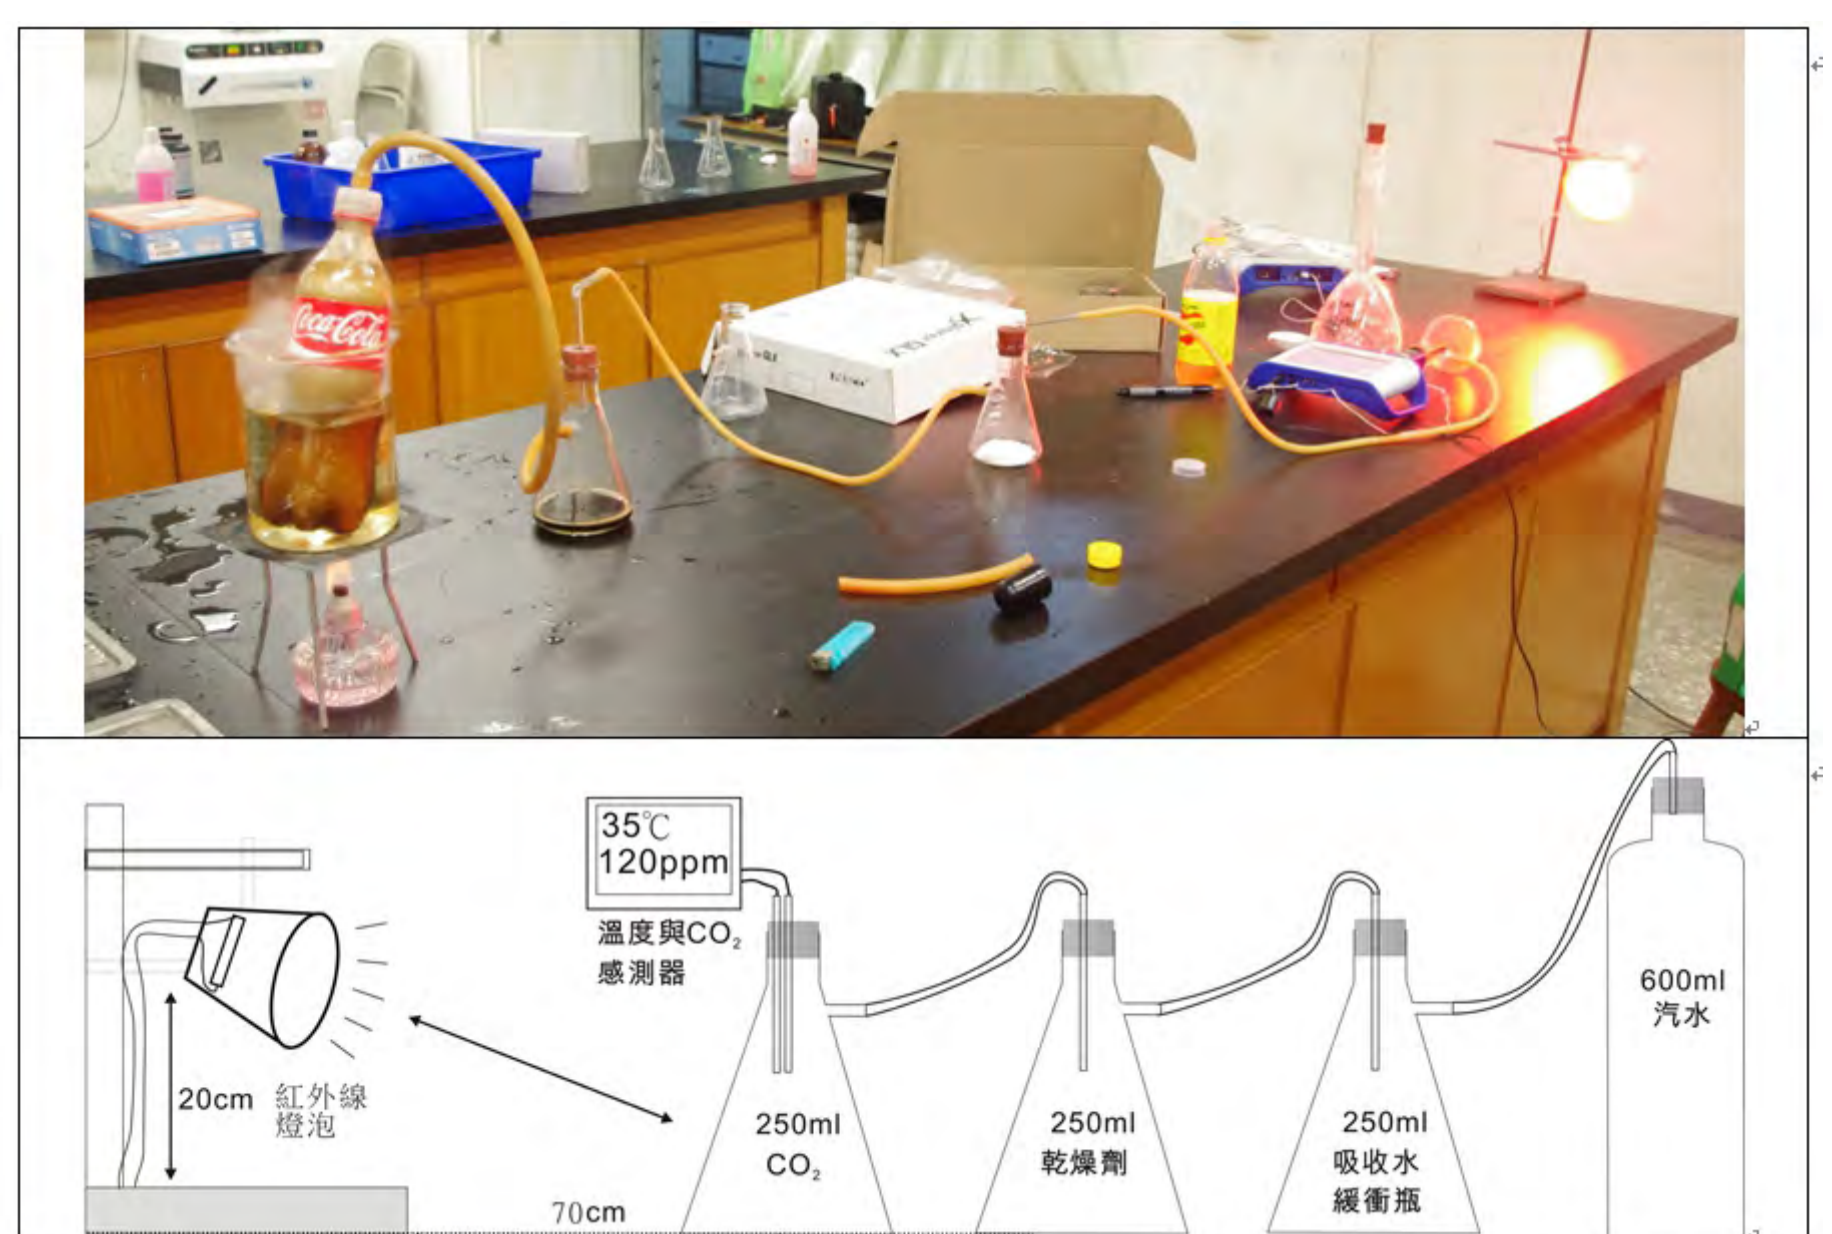 Coca-Cola
35℃
120ppm
溫度與CO₂
感測器
600ml
汽水
20cm
紅外線
燈泡
250ml
CO₂
250ml
乾燥劑
250ml
吸收水
緩衝瓶
70cm